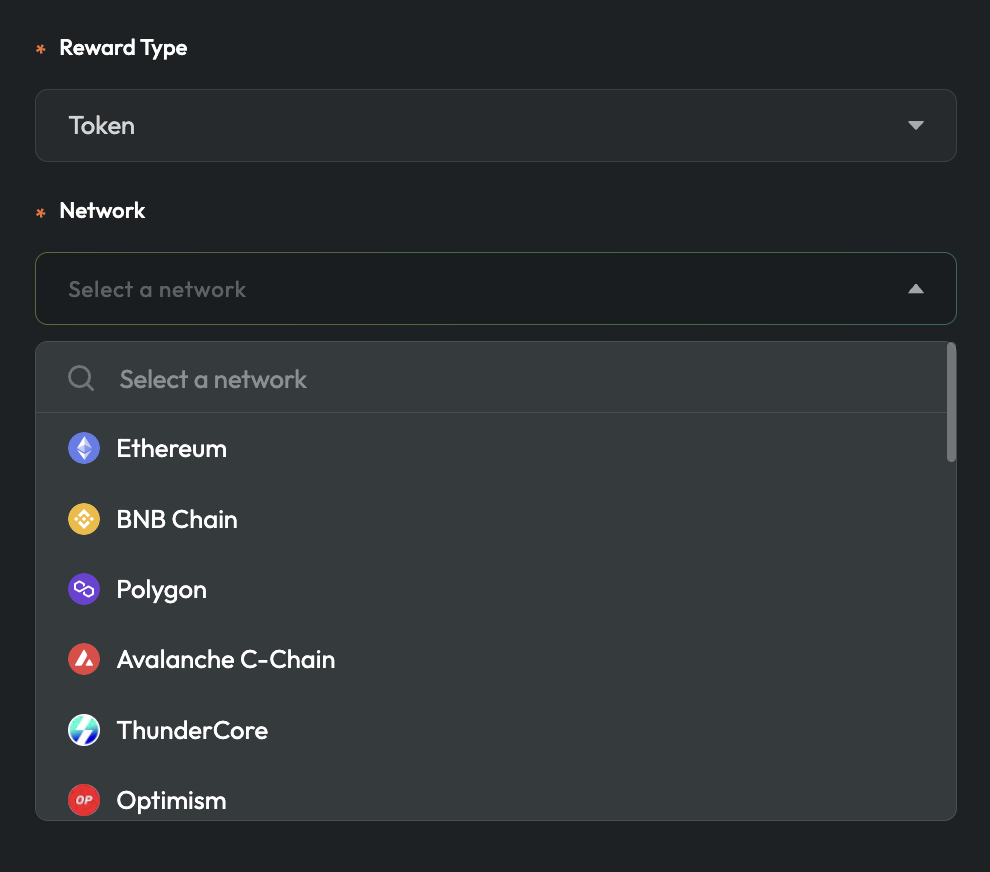 * Reward Type
Token
* Network
Select a network
Select a network
Ethereum
BNB Chain
Polygon
Avalanche C-Chain
ThunderCore
OP Optimism